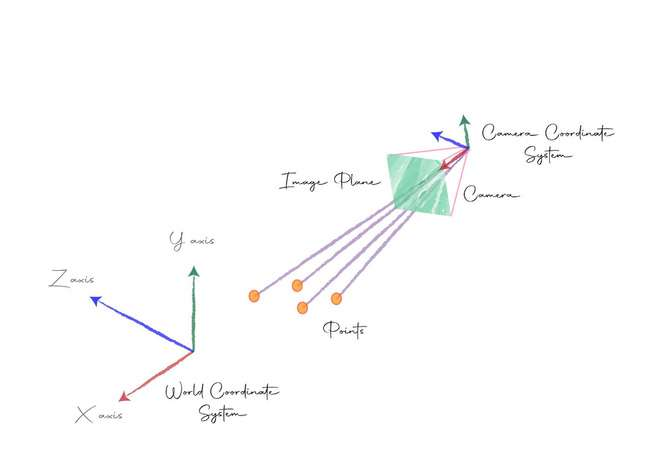 Camera Coordinate
System
Image Plane
Camera
Y axis
Z axis
Points
World Coordinate
System
X axis